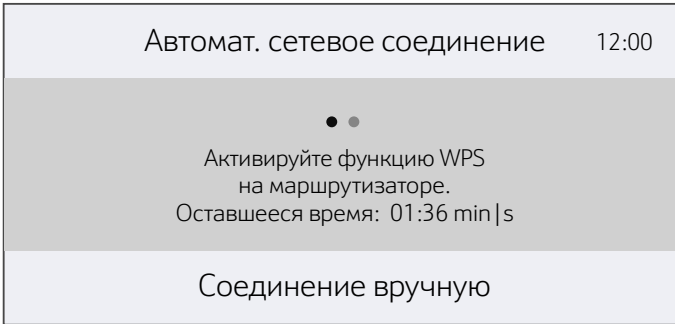 Автомат. сетевое соединение 12:00
Активируйте функцию WPS
на маршрутизаторе.
Оставшееся время: 01:36 min|s
Соединение вручную